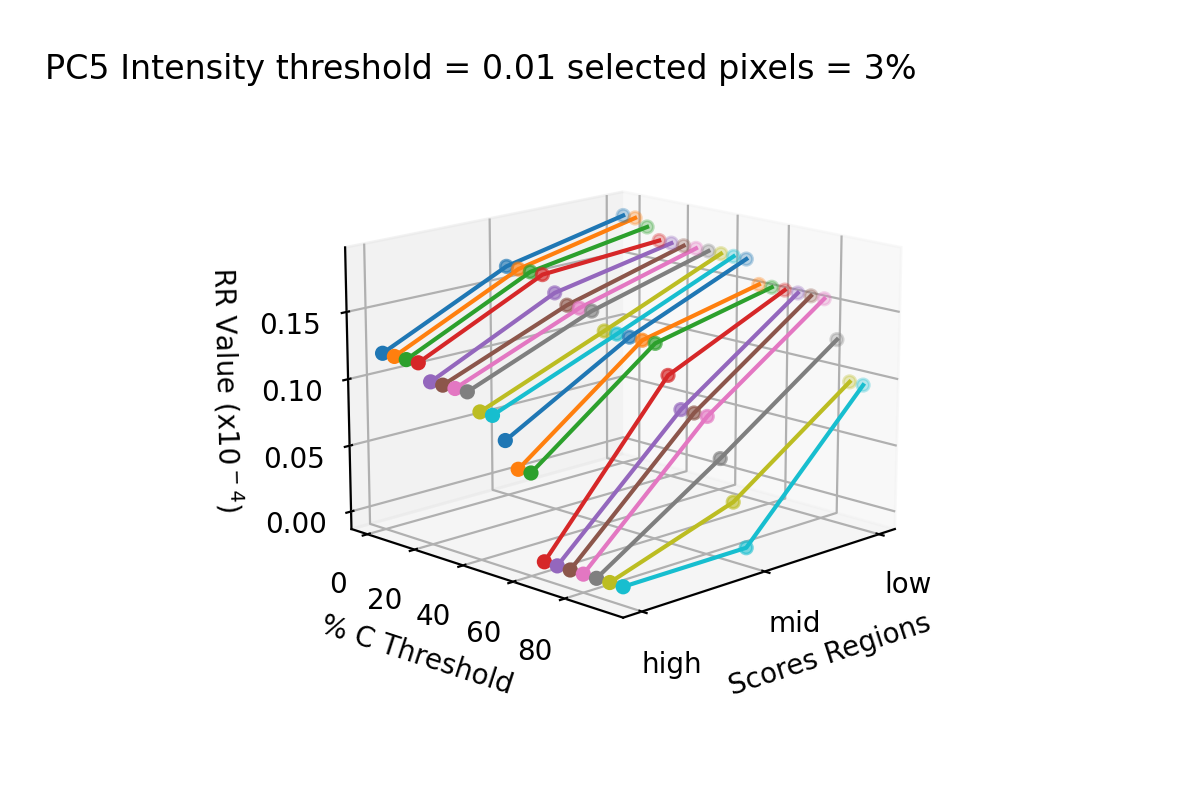 PC5 Intensity threshold = 0.01 selected pixels = 3%
RR Value (x10⁻⁴)
0.15
0.10
0.05
0.00
0
20
40
60
80
% C Threshold
high
mid
low
Scores Regions